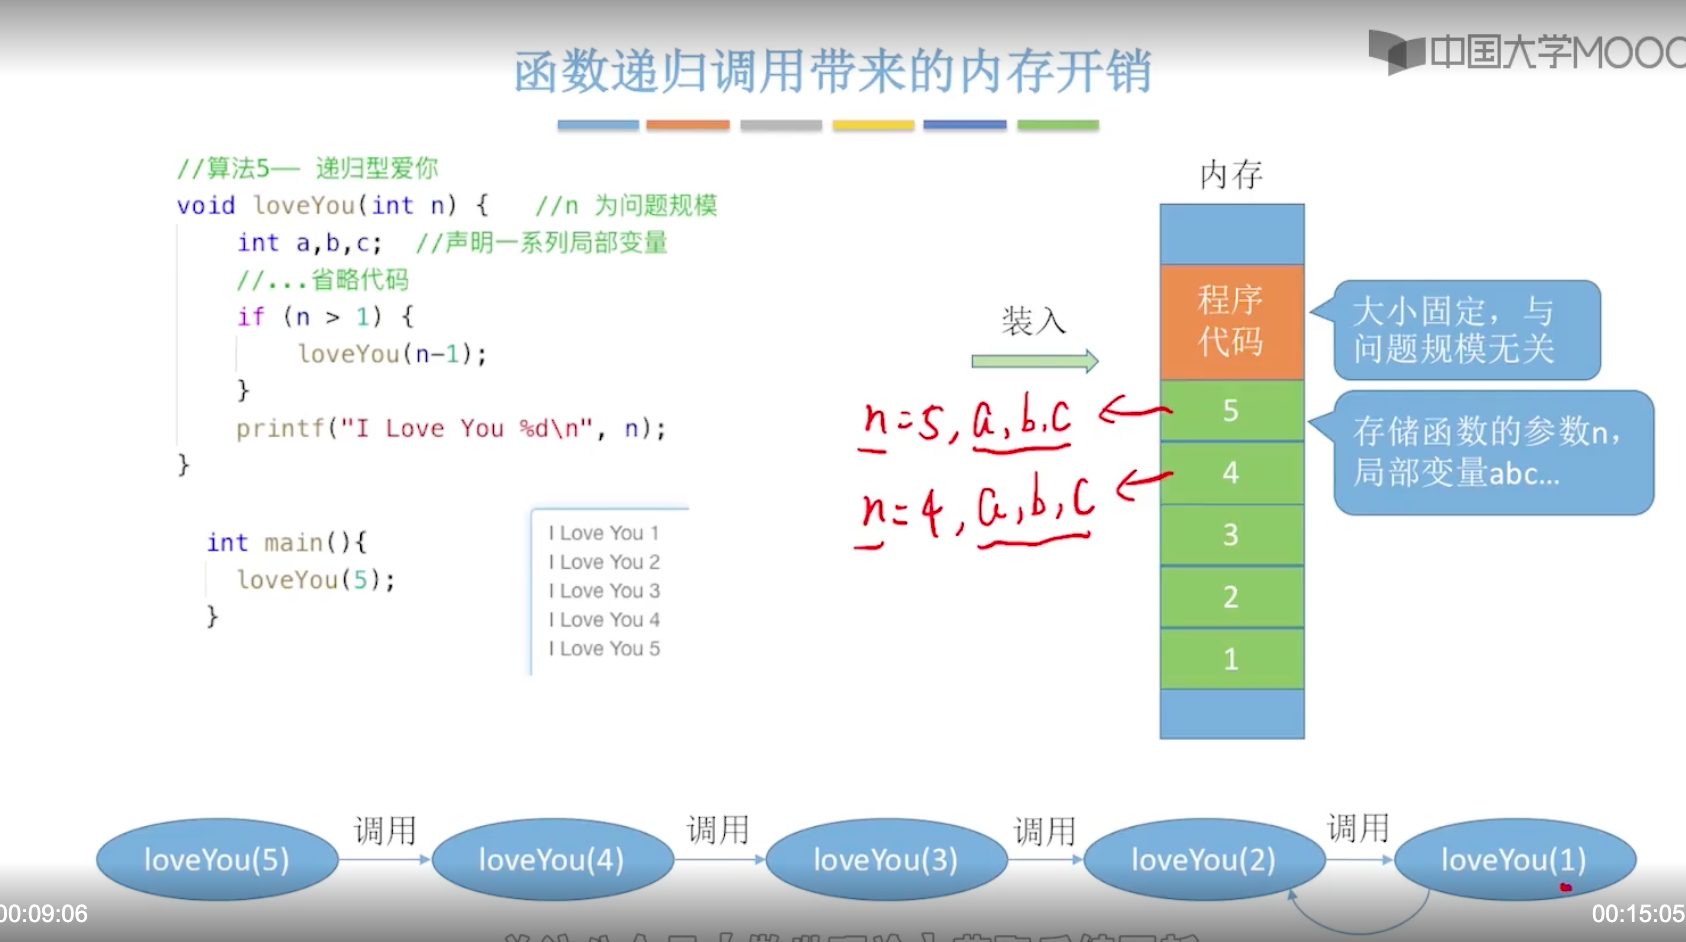 函数递归调用带来的内存开销
中国大学MOOC
//算法5—— 递归型爱你
void loveYou(int n) {   //n 为问题规模
int a,b,c;  //声明一系列局部变量
//...省略代码
if (n > 1) {
loveYou(n-1);
}
printf("I Love You %d\n", n);
}
int main(){
loveYou(5);
}
I Love You 1
I Love You 2
I Love You 3
I Love You 4
I Love You 5
装入
n=5, a,b,c
n=4, a,b,c
内存
程序
代码
5
4
3
2
1
大小固定，与
问题规模无关
存储函数的参数n，
局部变量abc…
loveYou(5) 调用 loveYou(4) 调用 loveYou(3) 调用 loveYou(2) 调用 loveYou(1)
00:09:06
00:15:05